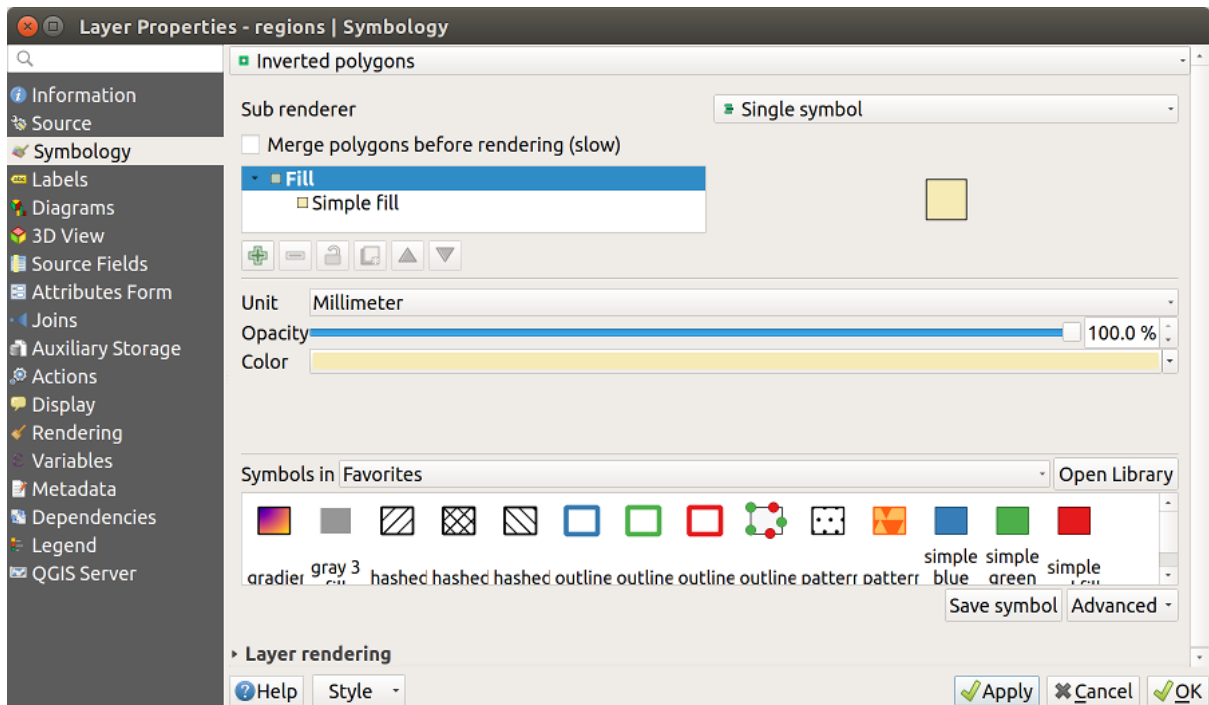 Layer Properties - regions | Symbology
Information
Source
Symbology
Labels
Diagrams
3D View
Source Fields
Attributes Form
Joins
Auxiliary Storage
Actions
Display
Rendering
Variables
Metadata
Dependencies
Legend
QGIS Server
Inverted polygons
Sub renderer Single symbol
Merge polygons before rendering (slow)
Fill
Simple fill
Unit Millimeter
Opacity 100.0 %
Color
Symbols in Favorites Open Library
gray 3 simple simple simple
hashed hashed hashed outline outline outline outline blue green
Save symbol Advanced
Layer rendering
Help Style Apply Cancel OK